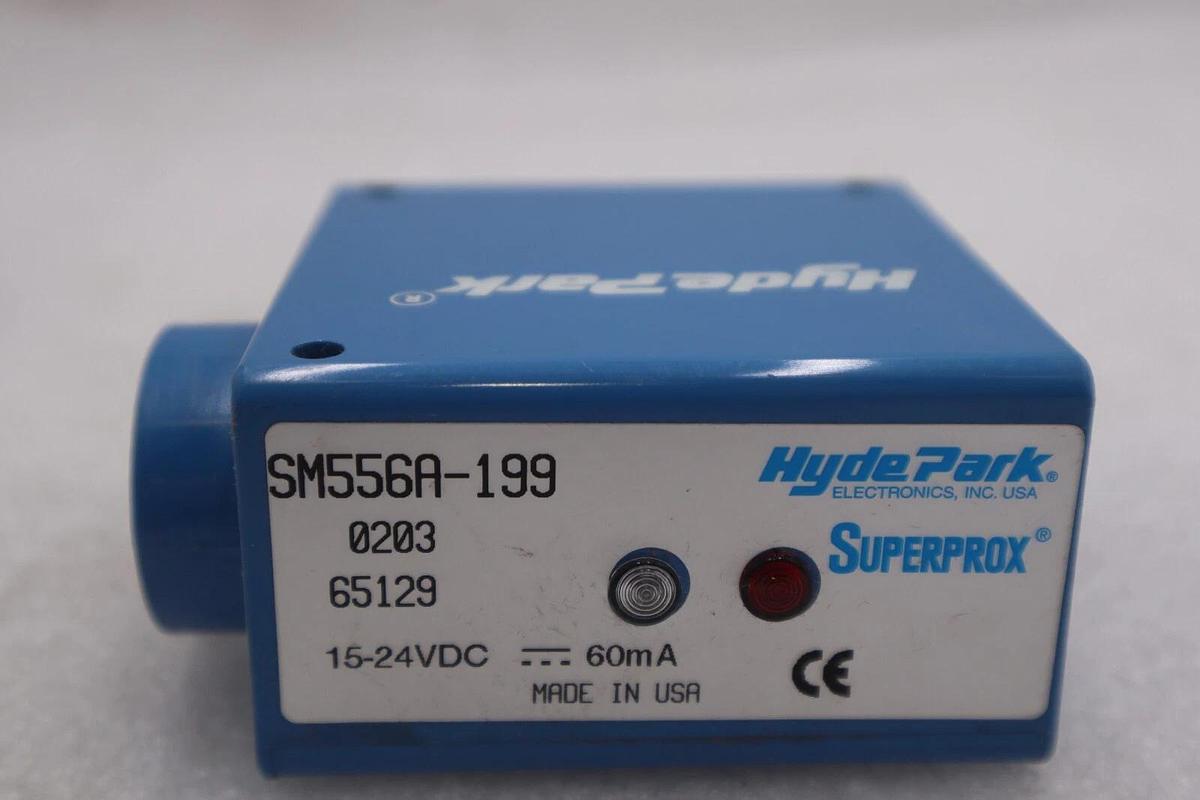 HydePark®
SM556A-199
0203
65129
15-24VDC 60mA
MADE IN USA
HydePark®
ELECTRONICS, INC. USA
SUPERPROX®
CE